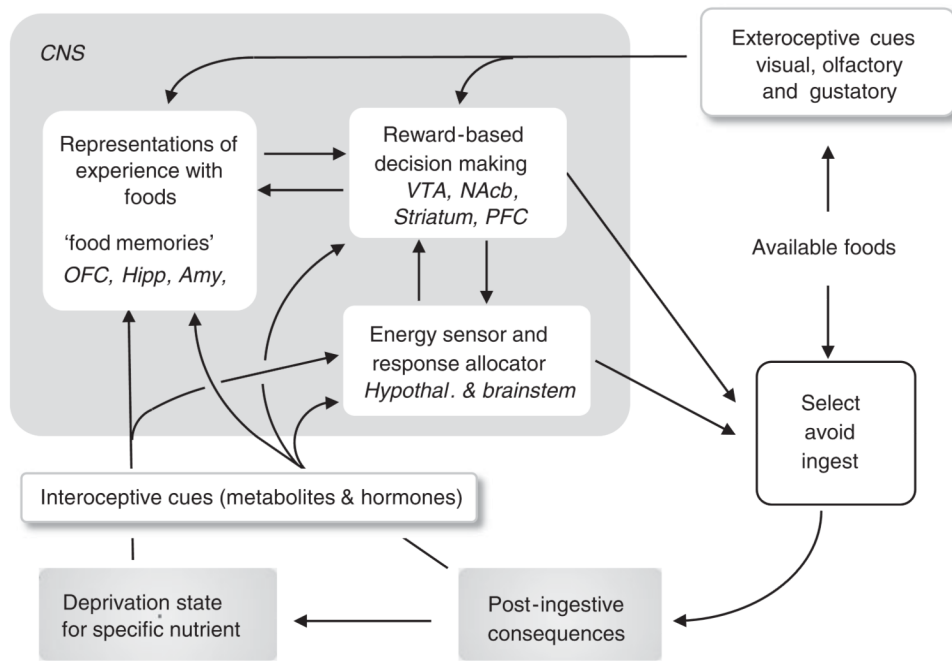 CNS
Exteroceptive cues
visual, olfactory
and gustatory
Representations of
experience with
foods
'food memories'
OFC, Hipp, Amy,
Reward-based
decision making
VTA, NAcb,
Striatum, PFC
Available foods
Energy sensor and
response allocator
Hypothal. & brainstem
Select
avoid
ingest
Interoceptive cues (metabolites & hormones)
Deprivation state
for specific nutrient
Post-ingestive
consequences